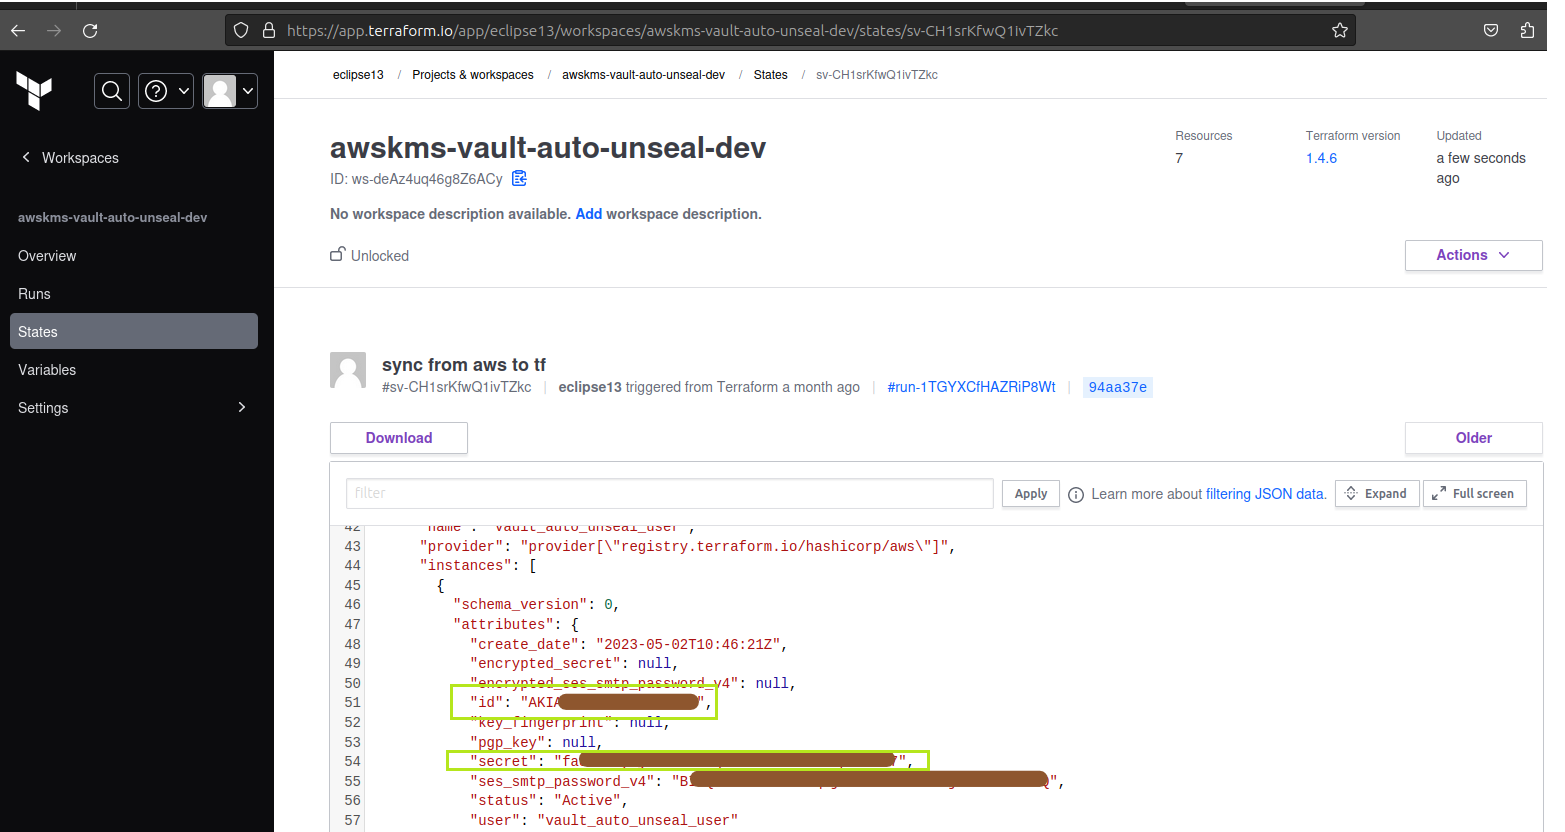 https://app.terraform.io/app/eclipse13/workspaces/awskms-vault-auto-unseal-dev/states/sv-CH1srKfwQ1ivTZkc
eclipse13 / Projects & workspaces / awskms-vault-auto-unseal-dev / States / sv-CH1srKfwQ1ivTZkc
Workspaces
awskms-vault-auto-unseal-dev
Overview
Runs
States
Variables
Settings
awskms-vault-auto-unseal-dev
ID: ws-deAz4uq46g8Z6ACy
No workspace description available. Add workspace description.
Unlocked
Resources
7
Terraform version
1.4.6
Updated
a few seconds
ago
Actions
sync from aws to tf
#sv-CH1srKfwQ1ivTZkc | eclipse13 triggered from Terraform a month ago | #run-1TGYXCfHAZRiP8Wt | 94aa37e
Download
Older
filter
Apply
Learn more about filtering JSON data.
Expand
Full screen
42 "name": "vault_auto_unseal_user",
43 "provider": "provider[\"registry.terraform.io/hashicorp/aws\"]",
44 "instances": [
45 {
46 "schema_version": 0,
47 "attributes": {
48 "create_date": "2023-05-02T10:46:21Z",
49 "encrypted_secret": null,
50 "encrypted_ses_smtp_password_v4": null,
51 "id": "AKIA",
52 "key_fingerprint": null,
53 "pgp_key": null,
54 "secret": "fa",
55 "ses_smtp_password_v4": "B",
56 "status": "Active",
57 "user": "vault_auto_unseal_user"